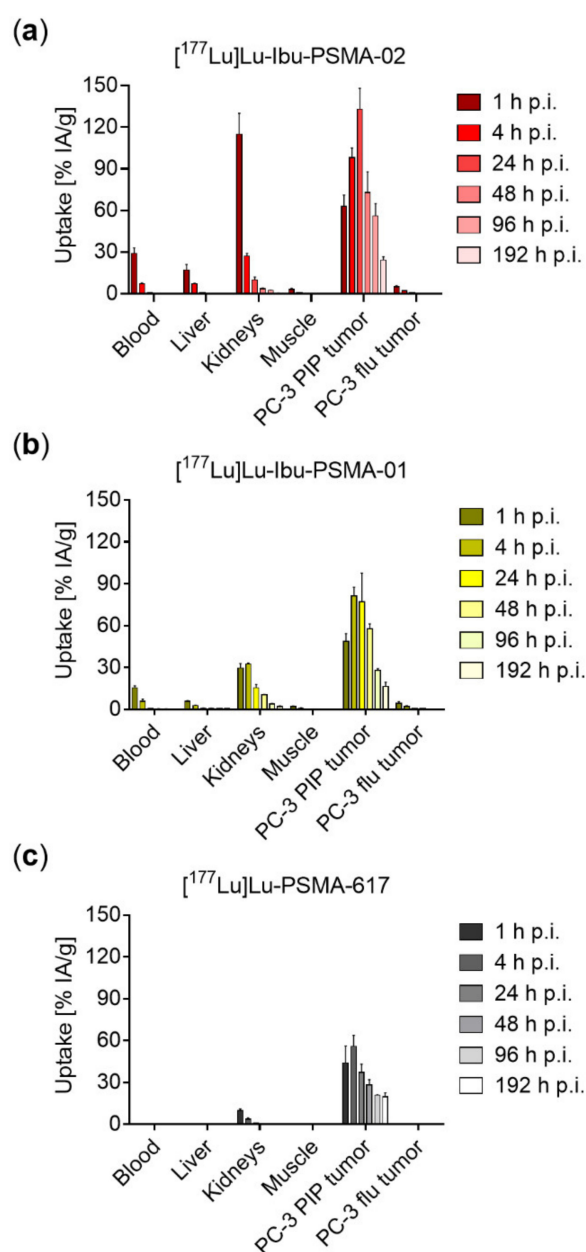 (a)
[¹⁷⁷Lu]Lu-Ibu-PSMA-02
Uptake [% IA/g]
150
120
90
60
30
0
Blood
Liver
Kidneys
Muscle
PC-3 PIP tumor
PC-3 flu tumor
1 h p.i.
4 h p.i.
24 h p.i.
48 h p.i.
96 h p.i.
192 h p.i.
(b)
[¹⁷⁷Lu]Lu-Ibu-PSMA-01
Uptake [% IA/g]
150
120
90
60
30
0
Blood
Liver
Kidneys
Muscle
PC-3 PIP tumor
PC-3 flu tumor
1 h p.i.
4 h p.i.
24 h p.i.
48 h p.i.
96 h p.i.
192 h p.i.
(c)
[¹⁷⁷Lu]Lu-PSMA-617
Uptake [% IA/g]
150
120
90
60
30
0
Blood
Liver
Kidneys
Muscle
PC-3 PIP tumor
PC-3 flu tumor
1 h p.i.
4 h p.i.
24 h p.i.
48 h p.i.
96 h p.i.
192 h p.i.